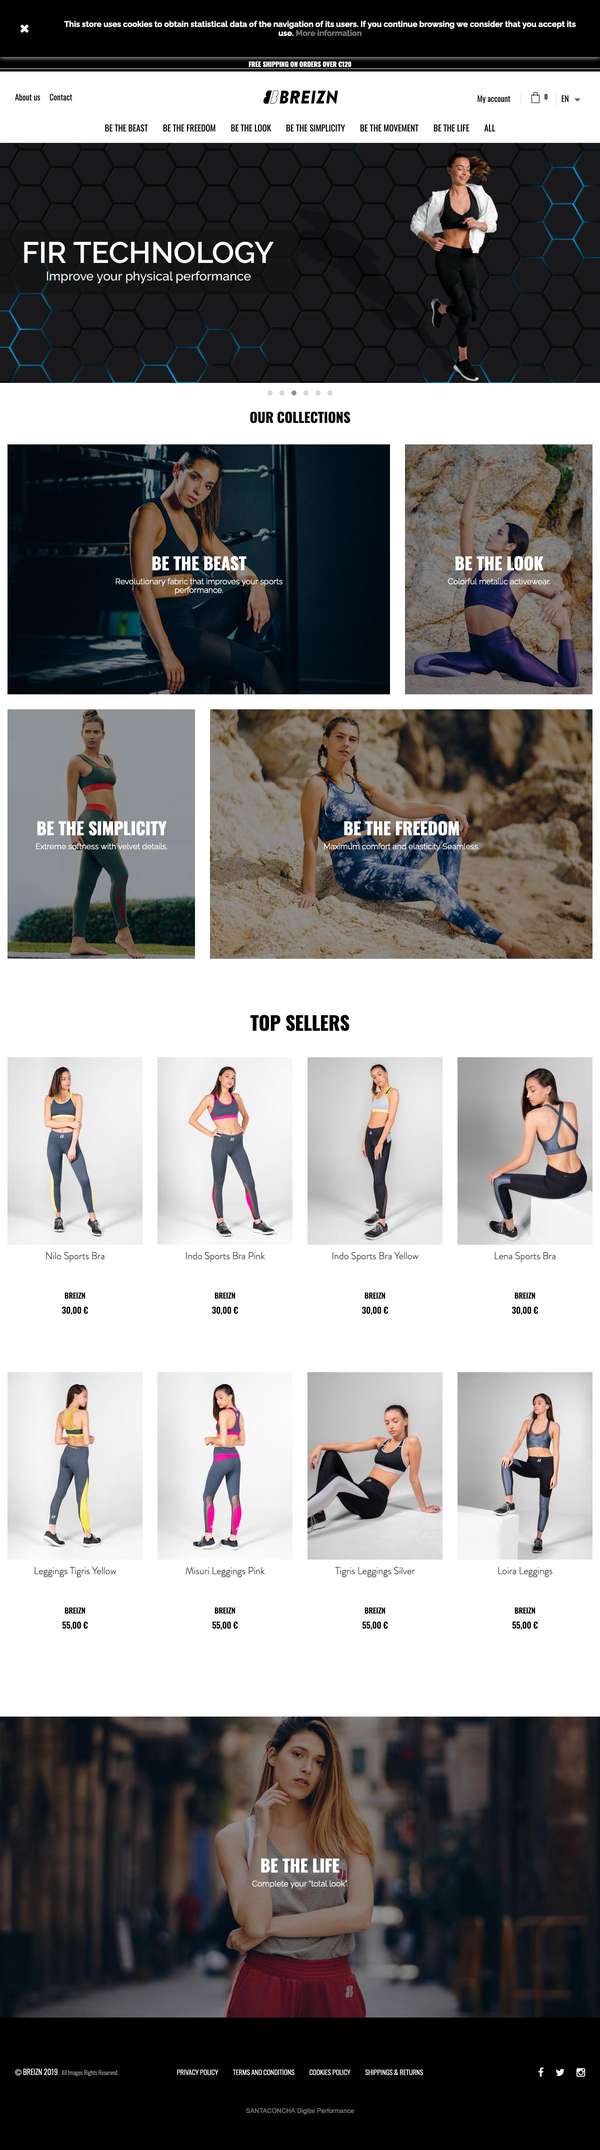 This store uses cookies to obtain statistical data of the navigation of its users. If you continue browsing we consider that you accept its
use. More information
FREE SHIPPING ON ORDERS OVER €120
About us Contact
BREIZN
My account 0 EN
BE THE BEAST BE THE FREEDOM BE THE LOOK BE THE SIMPLICITY BE THE MOVEMENT BE THE LIFE ALL
FIR TECHNOLOGY
Improve your physical performance
OUR COLLECTIONS
BE THE BEAST
Revolutionary fabric that improves your sports
performance.
BE THE LOOK
Colorful metallic activewear.
BE THE SIMPLICITY
Extreme softness with velvet details.
BE THE FREEDOM
Maximum comfort and elasticity Seamless.
TOP SELLERS
Nilo Sports Bra
BREIZN
30,00 €
Indo Sports Bra Pink
BREIZN
30,00 €
Indo Sports Bra Yellow
BREIZN
30,00 €
Lena Sports Bra
BREIZN
30,00 €
Leggings Tigris Yellow
BREIZN
55,00 €
Misuri Leggings Pink
BREIZN
55,00 €
Tigris Leggings Silver
BREIZN
55,00 €
Loira Leggings
BREIZN
55,00 €
BE THE LIFE
Complete your "total look".
© BREIZN 2019 All Images Rights Reserved.
PRIVACY POLICY TERMS AND CONDITIONS COOKIES POLICY SHIPPINGS & RETURNS
SANTACONCHA Digital Performance